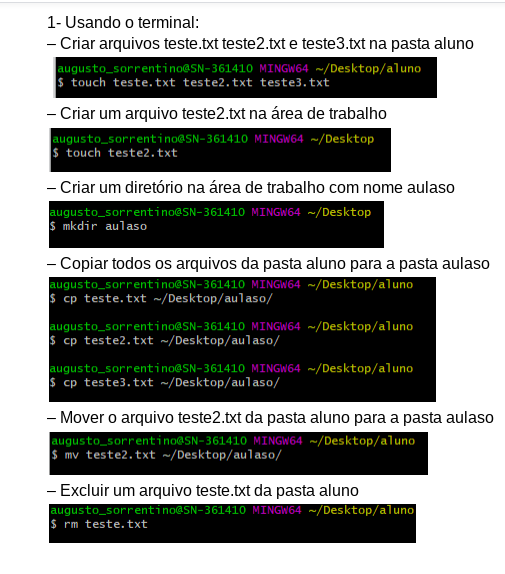 1- Usando o terminal:
– Criar arquivos teste.txt teste2.txt e teste3.txt na pasta aluno
augusto_sorrentino@SN-361410 MINGW64 ~/Desktop/aluno
$ touch teste.txt teste2.txt teste3.txt
– Criar um arquivo teste2.txt na área de trabalho
augusto_sorrentino@SN-361410 MINGW64 ~/Desktop
$ touch teste2.txt
– Criar um diretório na área de trabalho com nome aulaso
augusto_sorrentino@SN-361410 MINGW64 ~/Desktop
$ mkdir aulaso
– Copiar todos os arquivos da pasta aluno para a pasta aulaso
augusto_sorrentino@SN-361410 MINGW64 ~/Desktop/aluno
$ cp teste.txt ~/Desktop/aulaso/
augusto_sorrentino@SN-361410 MINGW64 ~/Desktop/aluno
$ cp teste2.txt ~/Desktop/aulaso/
augusto_sorrentino@SN-361410 MINGW64 ~/Desktop/aluno
$ cp teste3.txt ~/Desktop/aulaso/
– Mover o arquivo teste2.txt da pasta aluno para a pasta aulaso
augusto_sorrentino@SN-361410 MINGW64 ~/Desktop/aluno
$ mv teste2.txt ~/Desktop/aulaso/
– Excluir um arquivo teste.txt da pasta aluno
augusto_sorrentino@SN-361410 MINGW64 ~/Desktop/aluno
$ rm teste.txt